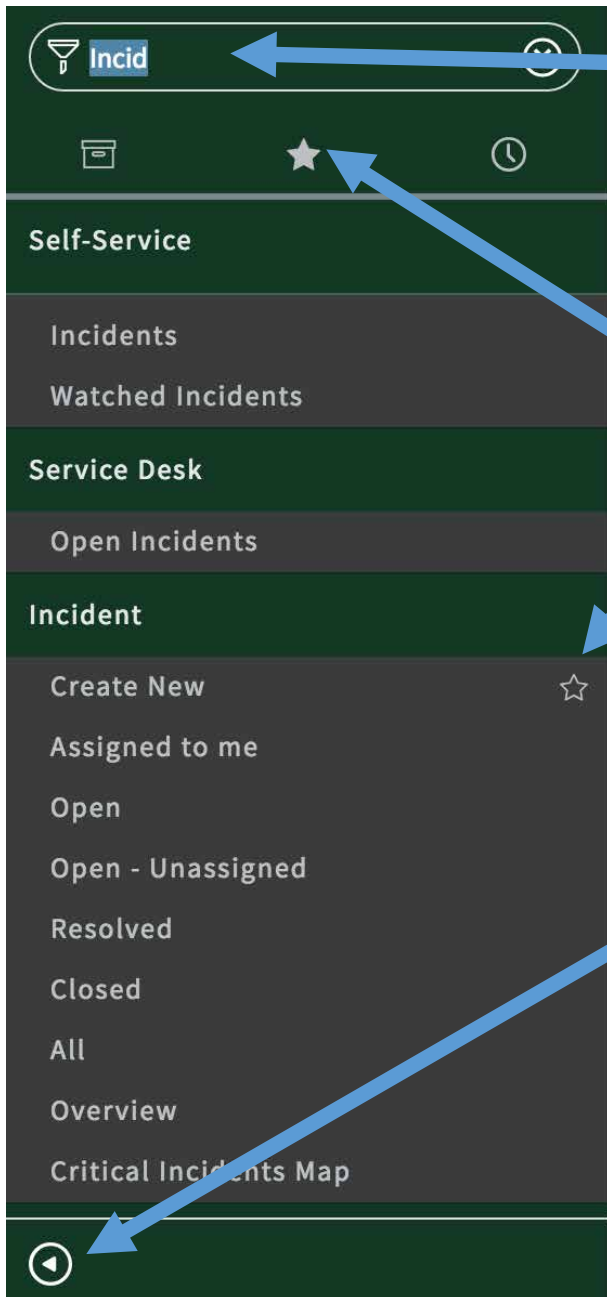 Incid
Self-Service
Incidents
Watched Incidents
Service Desk
Open Incidents
Incident
Create New
Assigned to me
Open
Open - Unassigned
Resolved
Closed
All
Overview
Critical Incidents Map